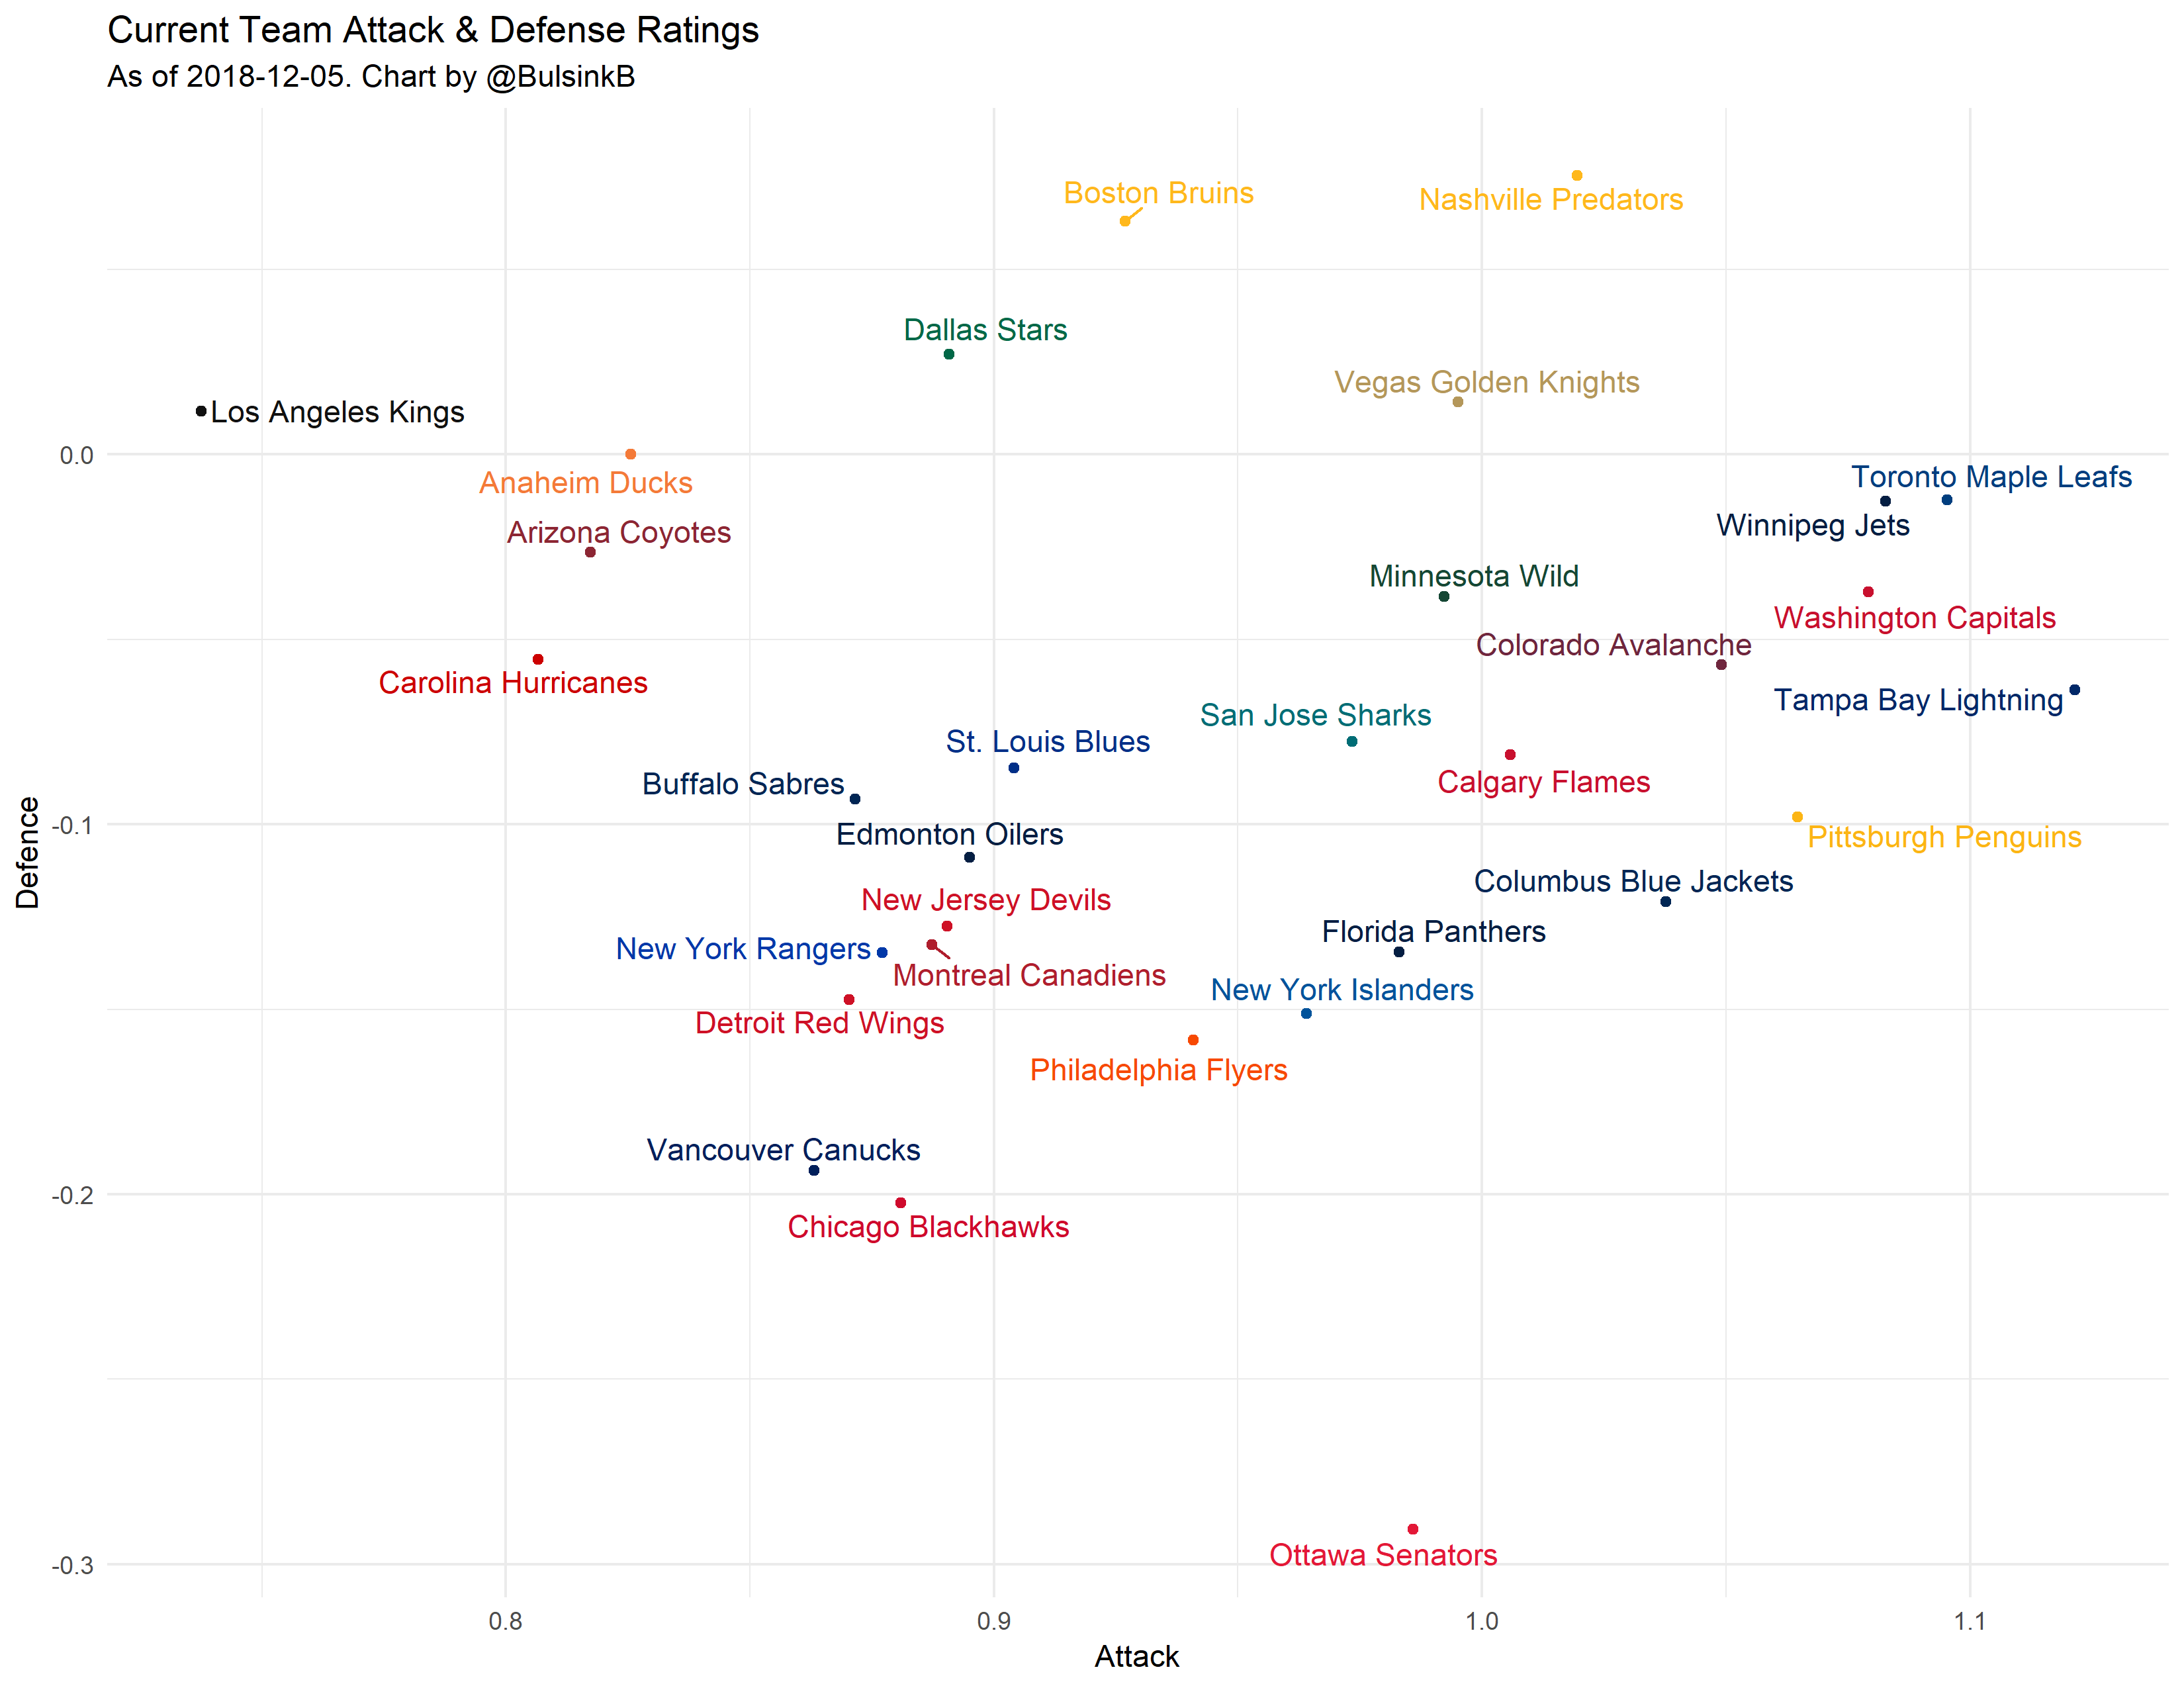 Current Team Attack & Defense Ratings
As of 2018-12-05. Chart by @BulsinkB
Boston Bruins
Nashville Predators
Dallas Stars
Vegas Golden Knights
Los Angeles Kings
0.0
Toronto Maple Leafs
Anaheim Ducks
Winnipeg Jets
Arizona Coyotes
Minnesota Wild
Washington Capitals
Colorado Avalanche
Carolina Hurricanes
Tampa Bay Lightning
San Jose Sharks
St. Louis Blues
Calgary Flames
Buffalo Sabres
-0.1
Edmonton Oilers
Pittsburgh Penguins
Defence
Columbus Blue Jackets
New Jersey Devils
Florida Panthers
New York Rangers
Montreal Canadiens
New York Islanders
Detroit Red Wings
Philadelphia Flyers
Vancouver Canucks
-0.2
Chicago Blackhawks
Ottawa Senators
-0.3
0.8
0.9
1.0
1.1
Attack